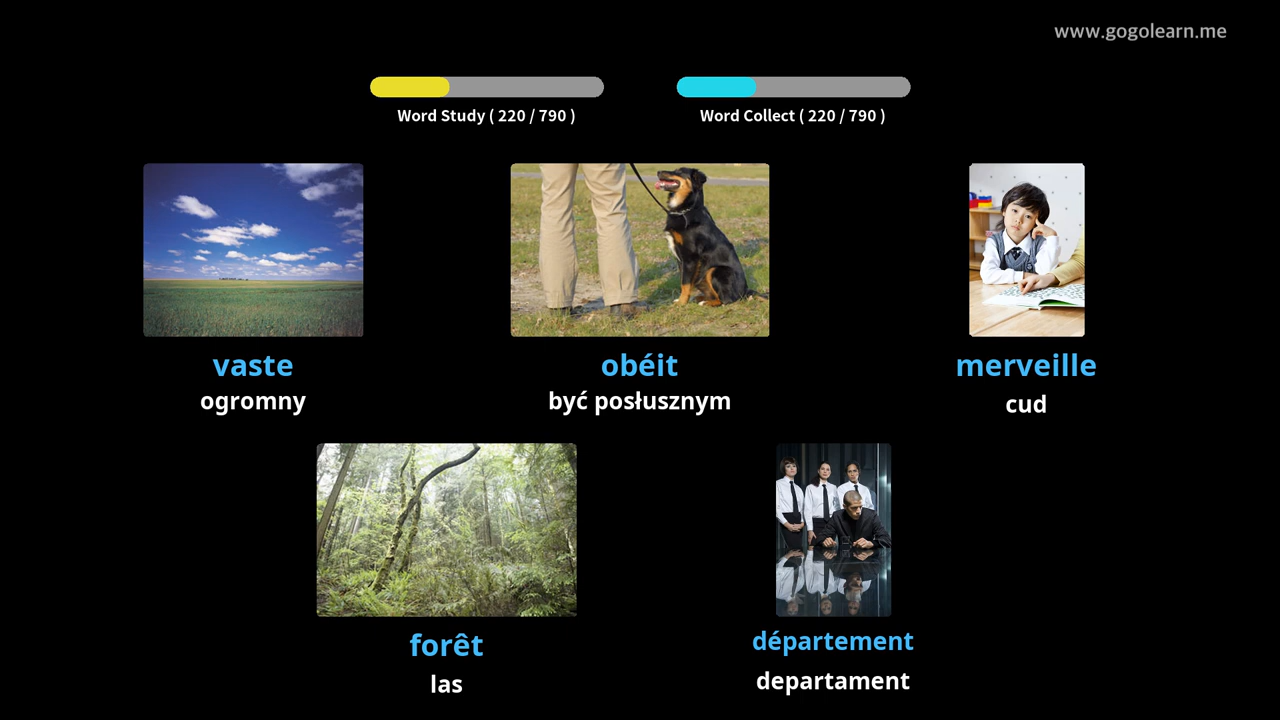 www.gogolearn.me
Word Study ( 220 / 790 )
Word Collect ( 220 / 790 )
vaste
ogromny
obéit
być posłusznym
merveille
cud
forêt
las
département
departament